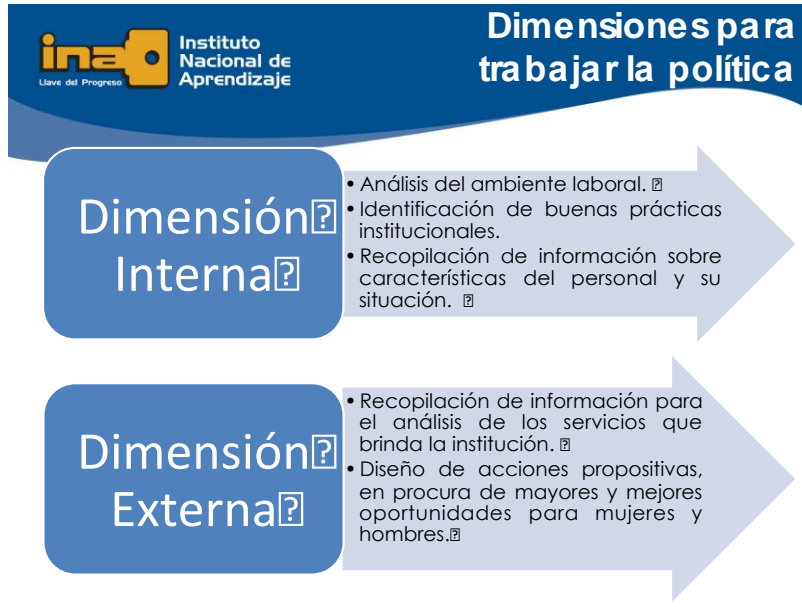 ina
Llave del Progreso
Instituto
Nacional de
Aprendizaje
Dimensiones para
trabajar la política
Dimensión
Interna
• Análisis del ambiente laboral.
• Identificación de buenas prácticas
institucionales.
• Recopilación de información sobre
características del personal y su
situación.
Dimensión
Externa
• Recopilación de información para
el análisis de los servicios que
brinda la institución.
• Diseño de acciones propositivas,
en procura de mayores y mejores
oportunidades para mujeres y
hombres.